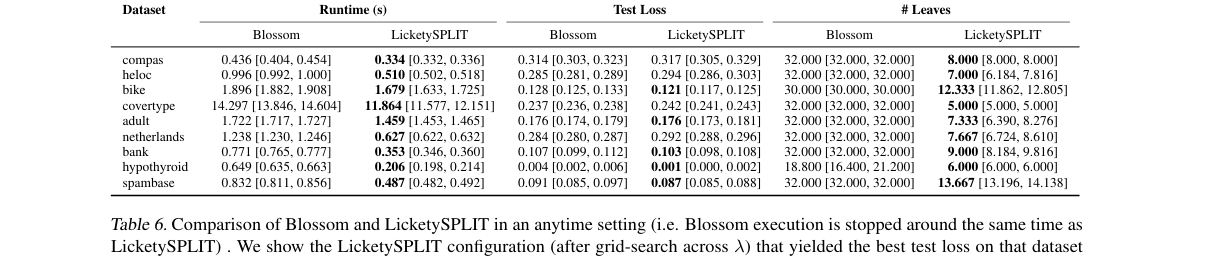 Dataset Runtime (s) Test Loss # Leaves
Blossom LicketySPLIT Blossom LicketySPLIT Blossom LicketySPLIT
compas 0.436 [0.404, 0.454] 0.334 [0.332, 0.336] 0.314 [0.303, 0.323] 0.317 [0.305, 0.329] 32.000 [32.000, 32.000] 8.000 [8.000, 8.000]
heloc 0.996 [0.992, 1.000] 0.510 [0.502, 0.518] 0.285 [0.281, 0.289] 0.294 [0.286, 0.303] 32.000 [32.000, 32.000] 7.000 [6.184, 7.816]
bike 1.896 [1.882, 1.908] 1.679 [1.633, 1.725] 0.128 [0.125, 0.133] 0.121 [0.117, 0.125] 30.000 [30.000, 30.000] 12.333 [11.862, 12.805]
covertype 14.297 [13.846, 14.604] 11.864 [11.577, 12.151] 0.237 [0.236, 0.238] 0.242 [0.241, 0.243] 32.000 [32.000, 32.000] 5.000 [5.000, 5.000]
adult 1.722 [1.717, 1.727] 1.459 [1.453, 1.465] 0.176 [0.174, 0.179] 0.176 [0.173, 0.181] 32.000 [32.000, 32.000] 7.333 [6.390, 8.276]
netherlands 1.238 [1.230, 1.246] 0.627 [0.622, 0.632] 0.284 [0.280, 0.287] 0.292 [0.288, 0.296] 32.000 [32.000, 32.000] 7.667 [6.724, 8.610]
bank 0.771 [0.765, 0.777] 0.353 [0.346, 0.360] 0.107 [0.099, 0.112] 0.103 [0.098, 0.108] 32.000 [32.000, 32.000] 9.000 [8.184, 9.816]
hypothyroid 0.649 [0.635, 0.663] 0.206 [0.198, 0.214] 0.004 [0.002, 0.006] 0.001 [0.000, 0.002] 18.800 [16.400, 21.200] 6.000 [6.000, 6.000]
spambase 0.832 [0.811, 0.856] 0.487 [0.482, 0.492] 0.091 [0.085, 0.097] 0.087 [0.085, 0.088] 32.000 [32.000, 32.000] 13.667 [13.196, 14.138]
Table 6. Comparison of Blossom and LicketySPLIT in an anytime setting (i.e. Blossom execution is stopped around the same time as
LicketySPLIT) . We show the LicketySPLIT configuration (after grid-search across λ) that yielded the best test loss on that dataset